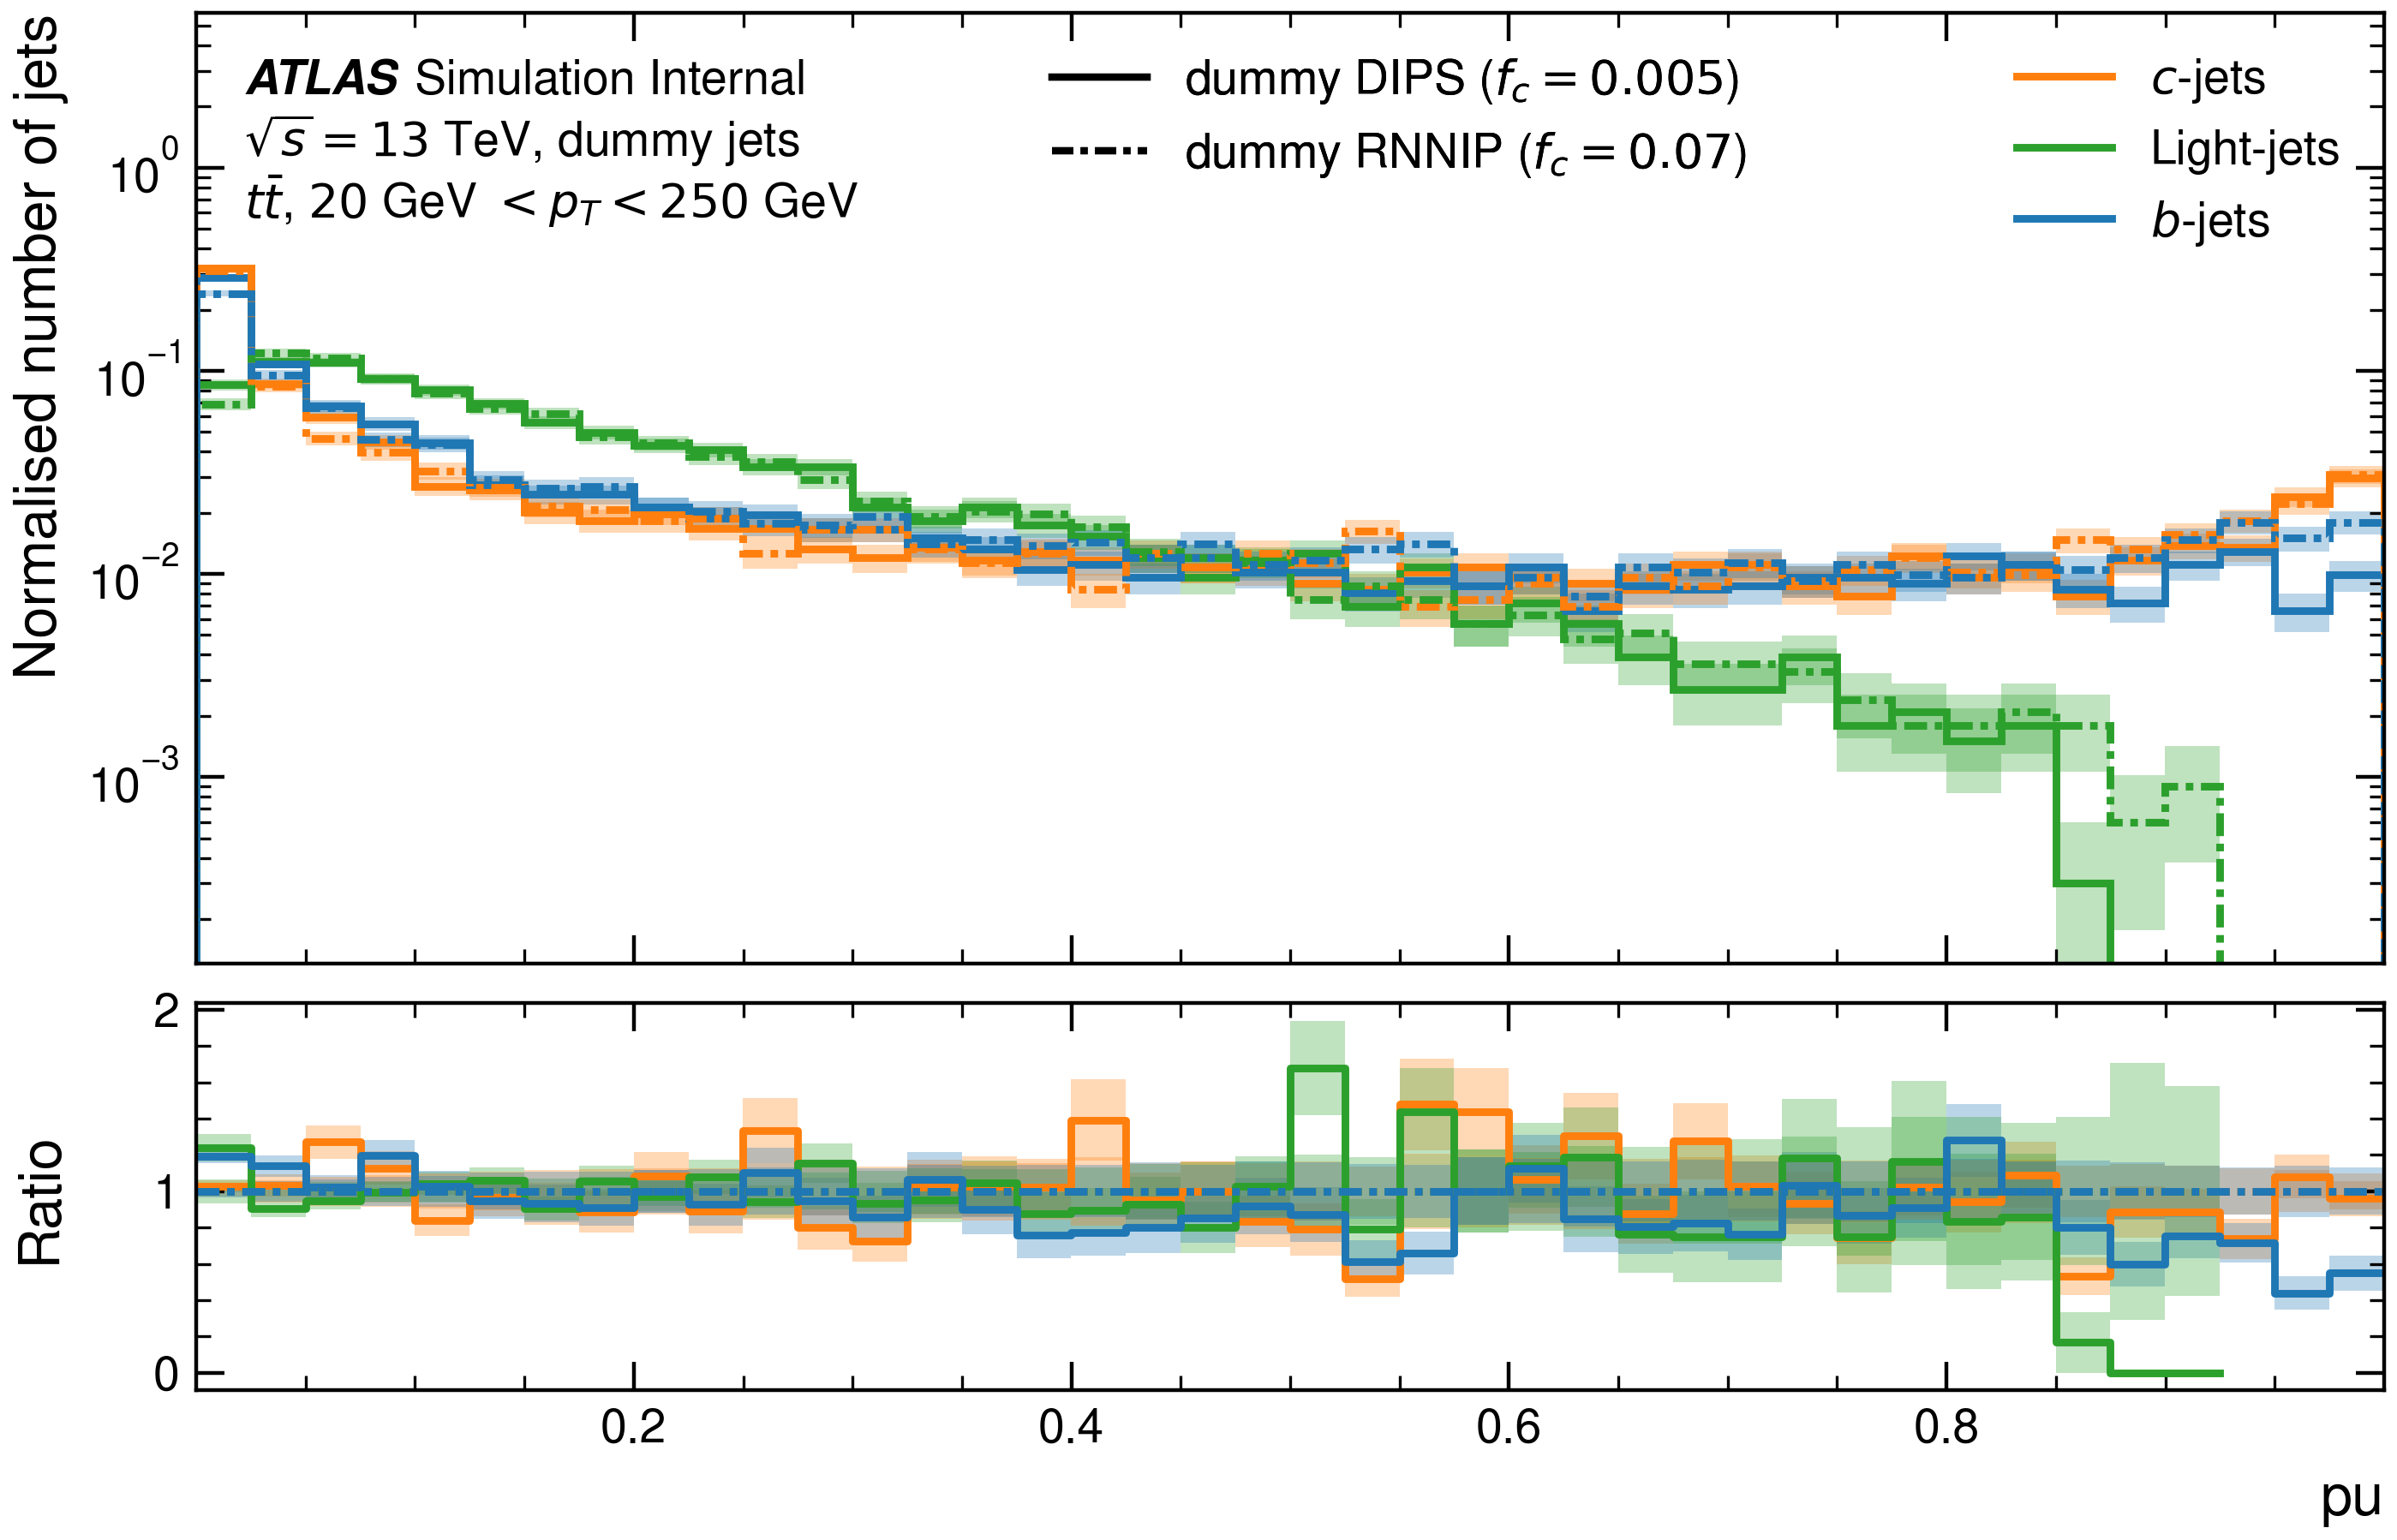 ATLAS Simulation Internal
√s = 13 TeV, dummy jets
tt̄, 20 GeV < p_T < 250 GeV
dummy DIPS (f_c = 0.005)
dummy RNNIP (f_c = 0.07)
c-jets
Light-jets
b-jets
Normalised number of jets
10^0
10^−1
10^−2
10^−3
Ratio
2
1
0
0.2
0.4
0.6
0.8
pu